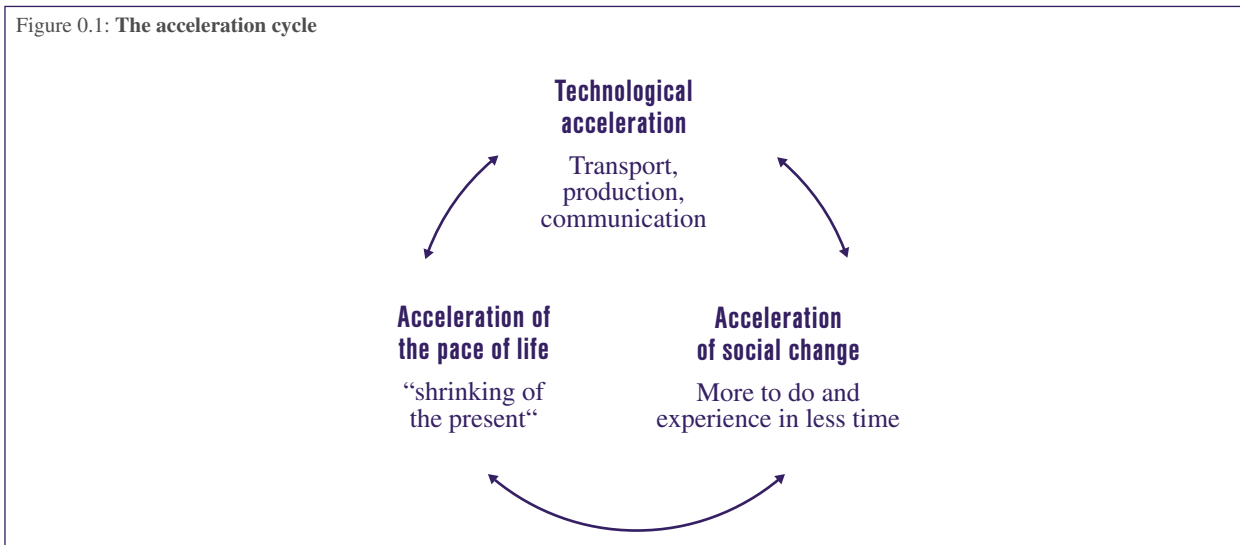 Figure 0.1: The acceleration cycle
Technological
acceleration
Transport,
production,
communication
Acceleration of
the pace of life
“shrinking of
the present“
Acceleration
of social change
More to do and
experience in less time